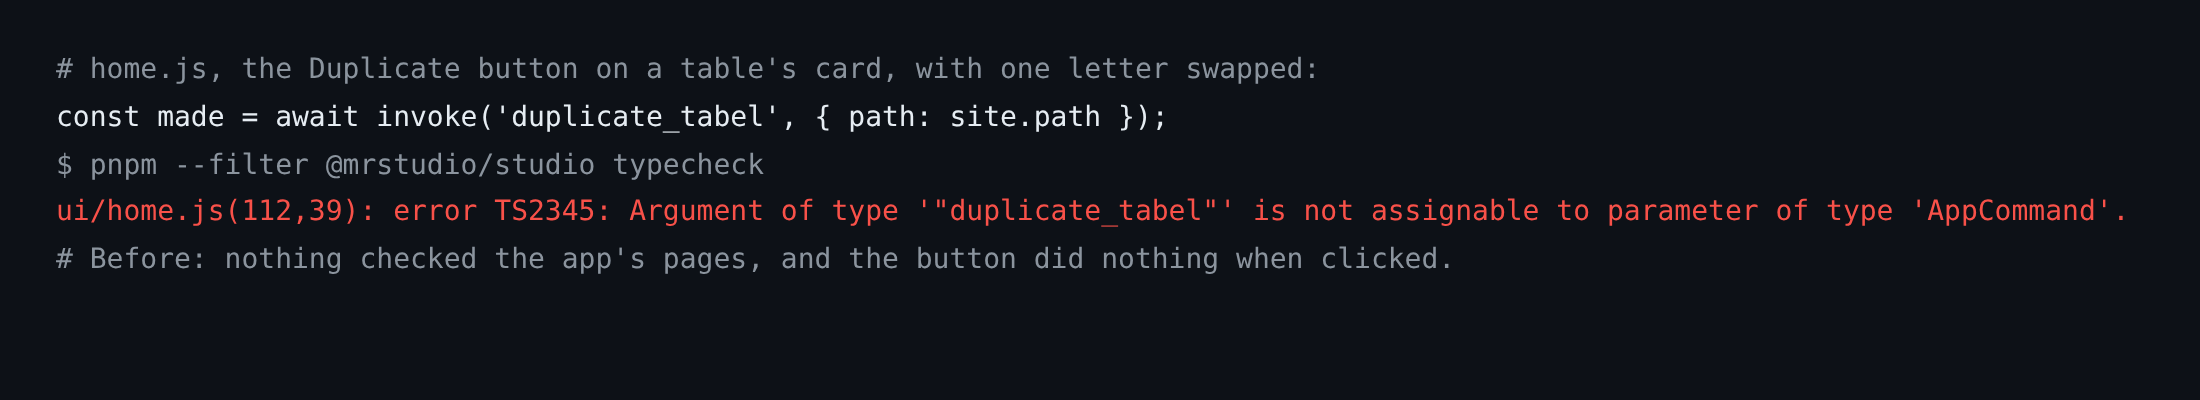 # home.js, the Duplicate button on a table's card, with one letter swapped:
const made = await invoke('duplicate_tabel', { path: site.path });
$ pnpm --filter @mrstudio/studio typecheck
ui/home.js(112,39): error TS2345: Argument of type '"duplicate_tabel"' is not assignable to parameter of type 'AppCommand'.
# Before: nothing checked the app's pages, and the button did nothing when clicked.